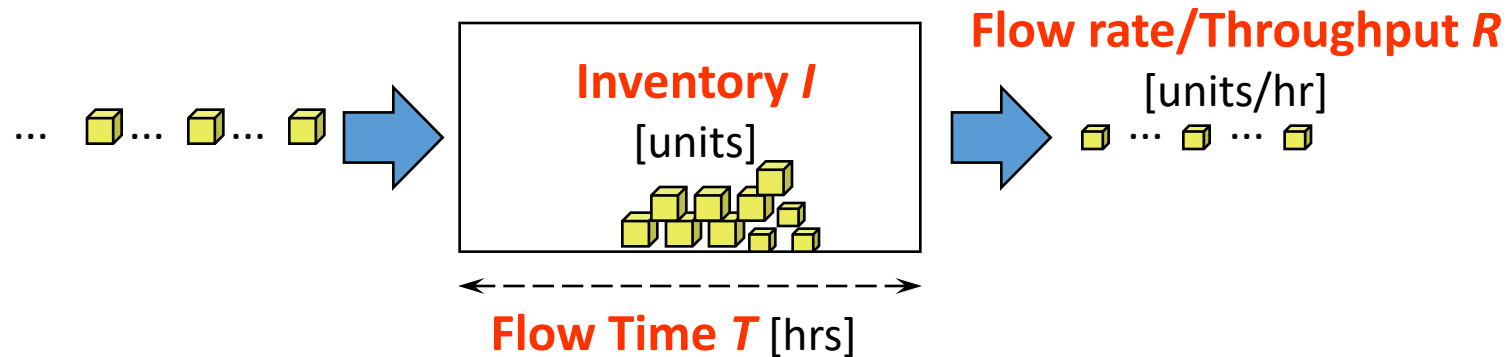 Flow rate/Throughput R
Inventory I
[units/hr]
... ... ...
[units]
... ...
Flow Time T [hrs]